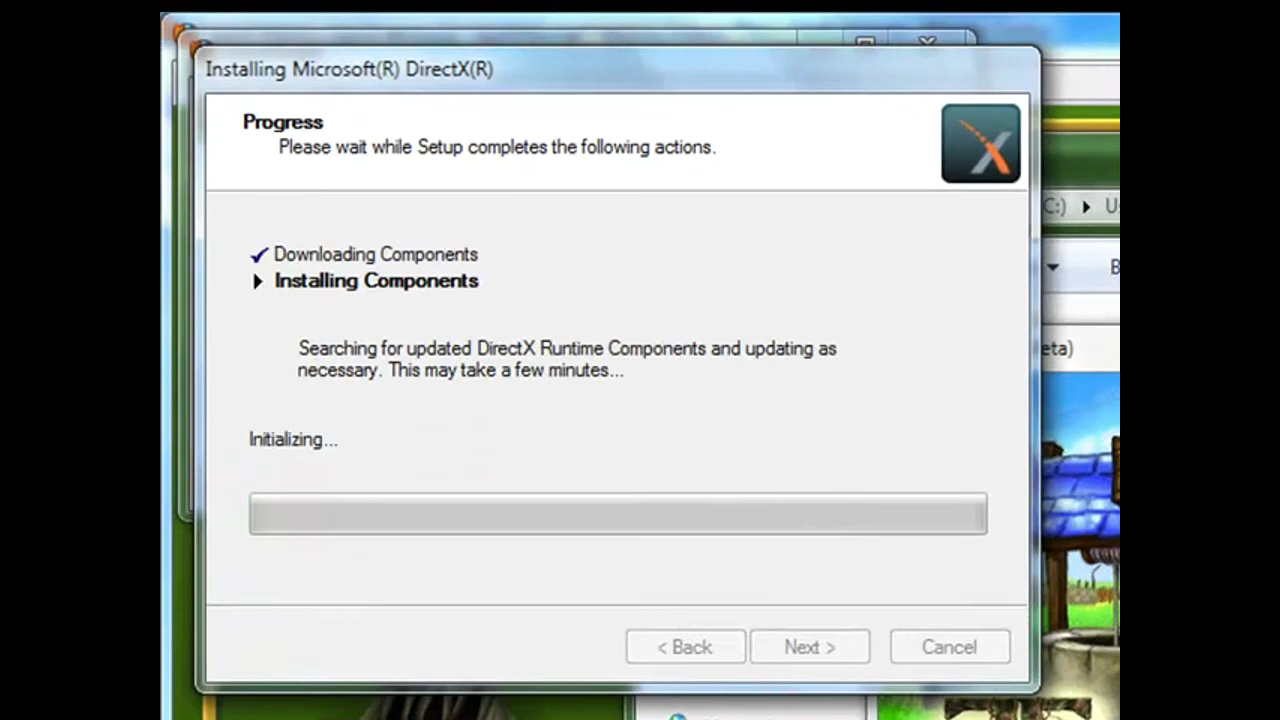 Installing Microsoft(R) DirectX(R)
Progress
Please wait while Setup completes the following actions.
C:)
Downloading Components
Installing Components
Searching for updated DirectX Runtime Components and updating as
necessary. This may take a few minutes...
eta)
Initializing...
< Back
Next >
Cancel